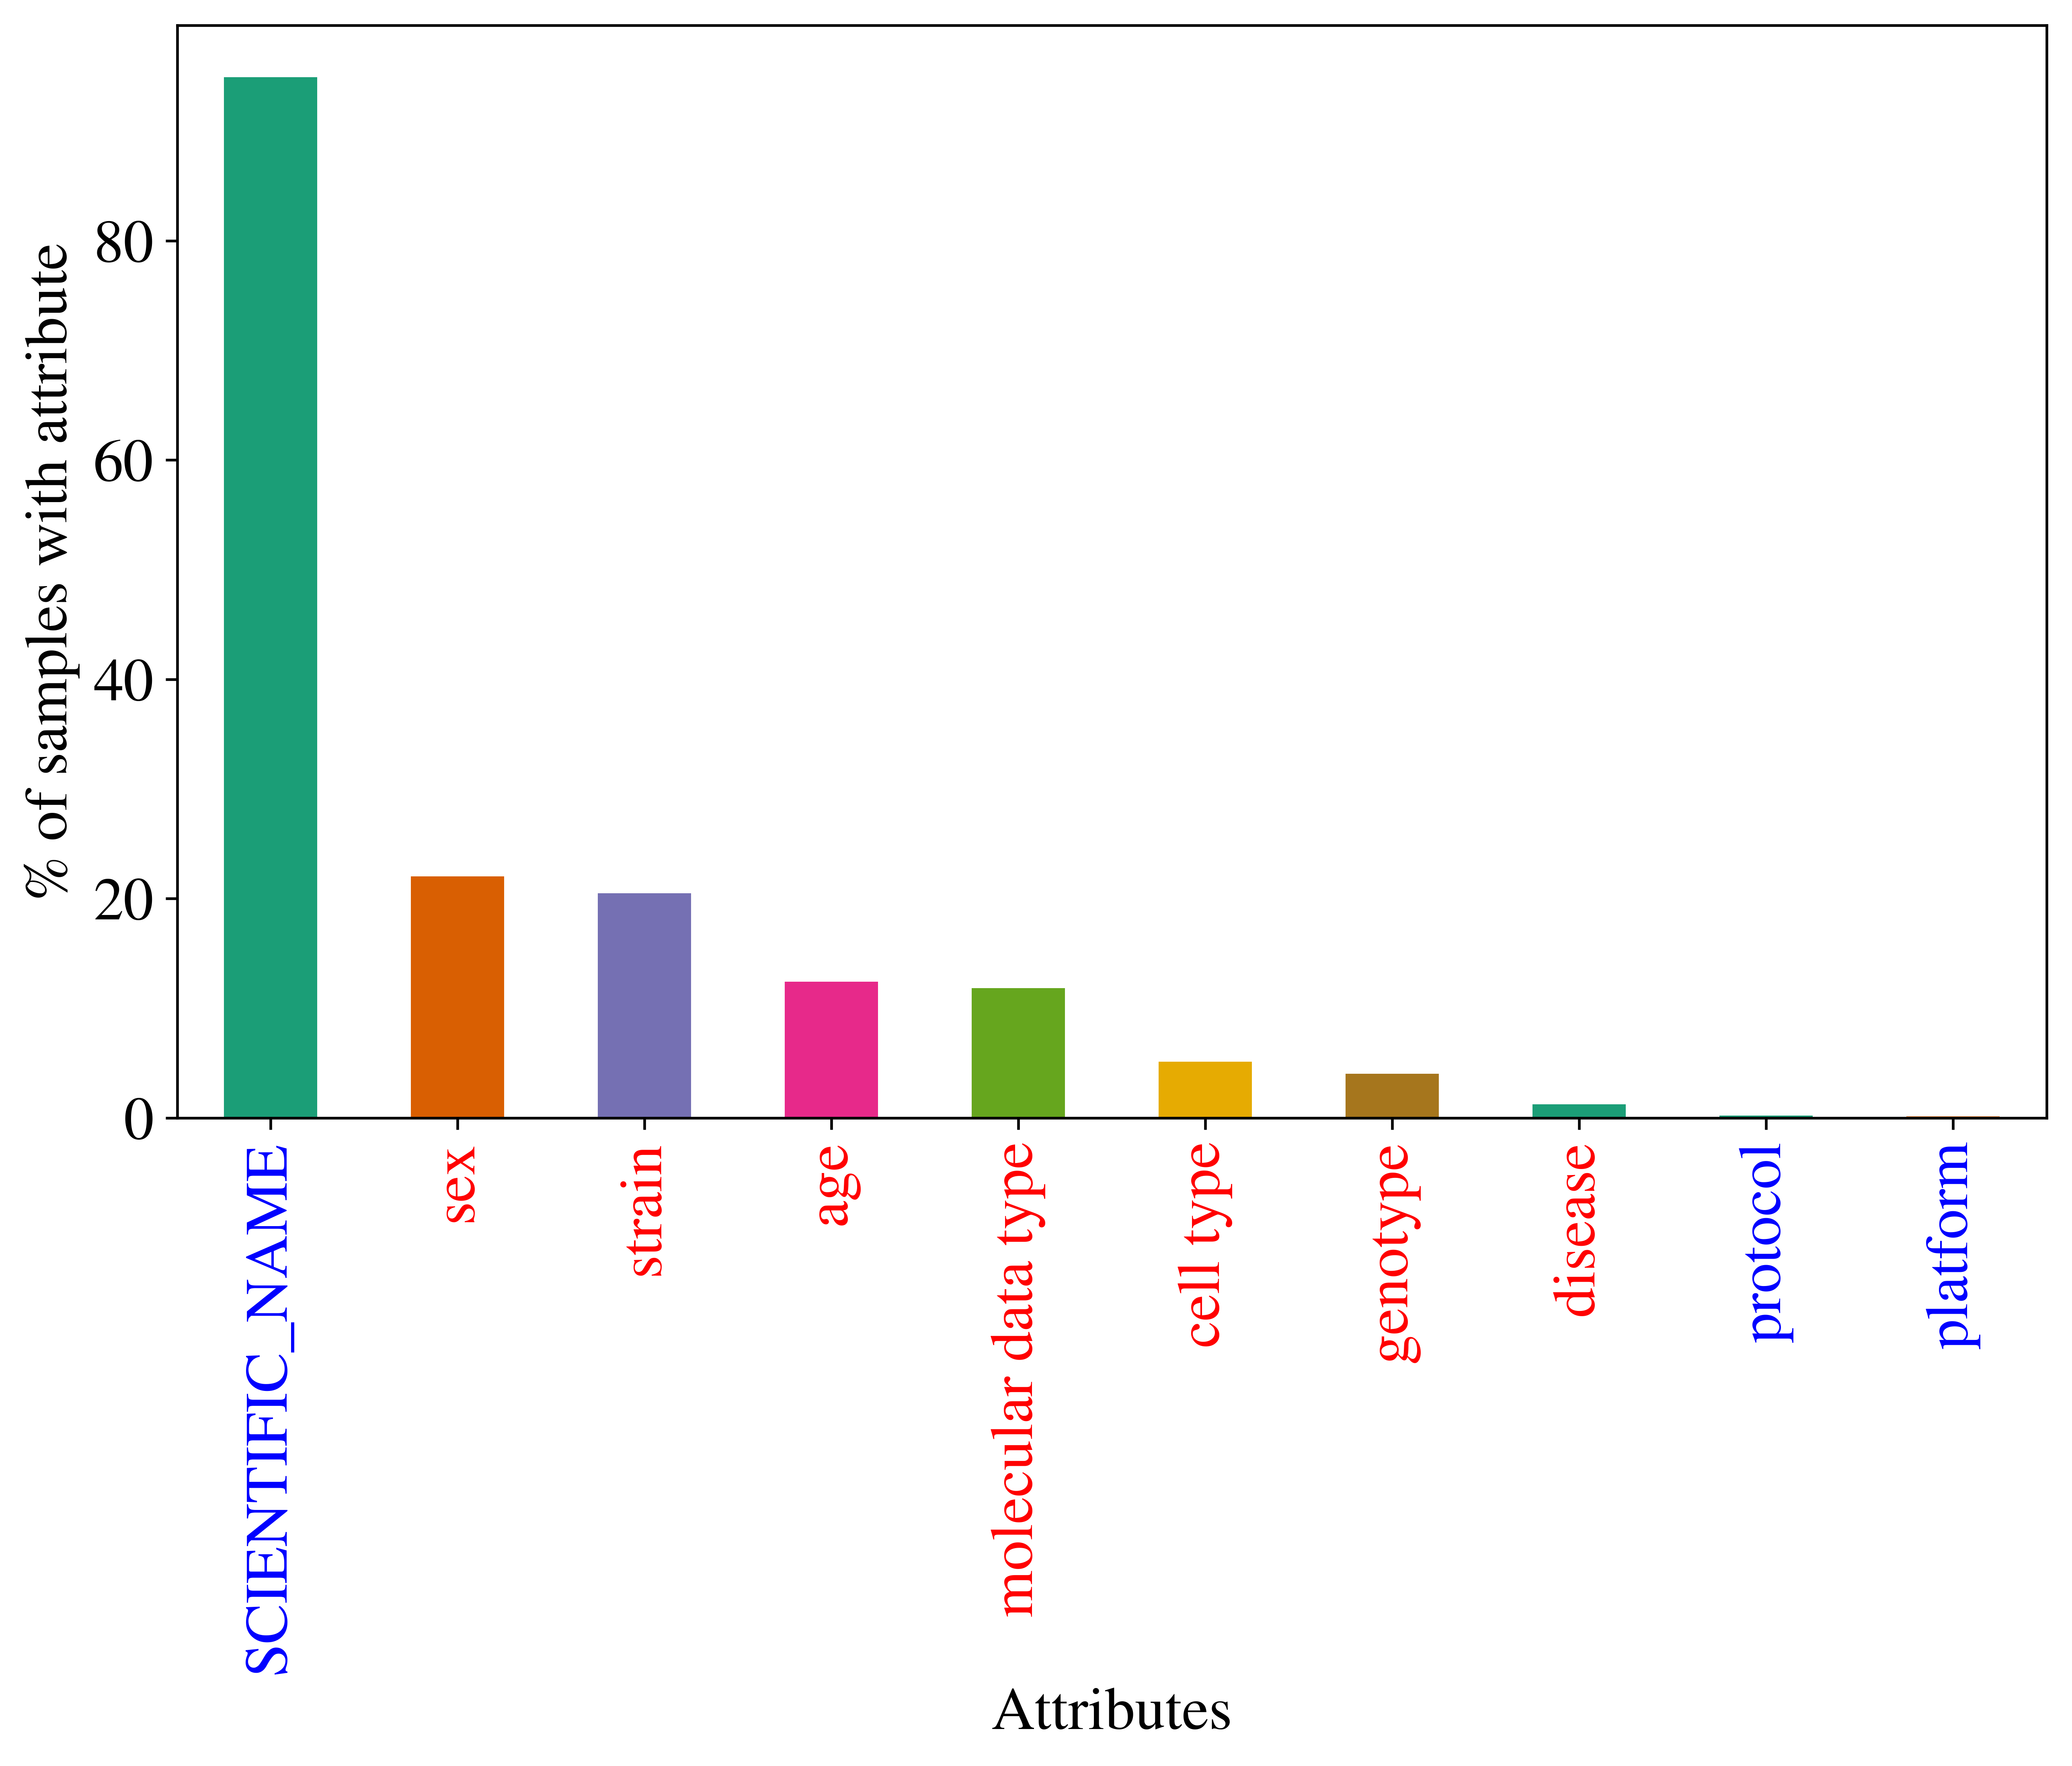 % of samples with attribute
80
60
40
20
0
SCIENTIFIC_NAME
sex
strain
age
molecular data type
cell type
genotype
disease
protocol
platform
Attributes